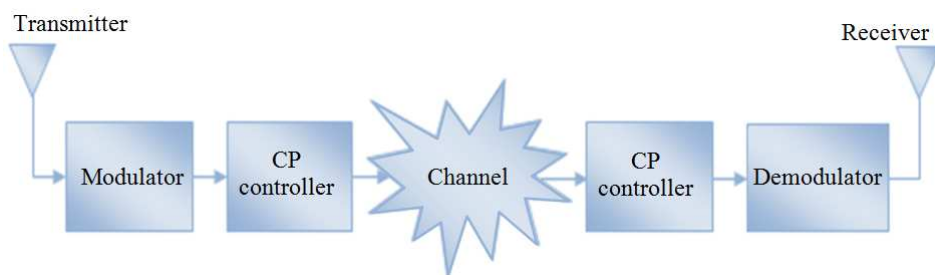 Transmitter
Receiver
Modulator
CP
controller
Channel
CP
controller
Demodulator